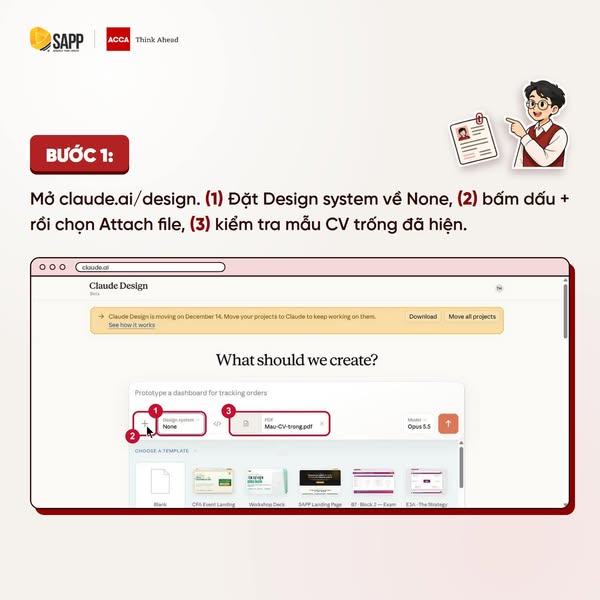 SAPP
ACCA
Think Ahead
BƯỚC 1:
Mở claude.ai/design. (1) Đặt Design system về None, (2) bấm dấu +
rồi chọn Attach file, (3) kiểm tra mẫu CV trống đã hiện.
claude.ai
Claude Design
Beta
TM
→ Claude Design is moving on December 14. Move your projects to Claude to keep working on them.
See how it works
Download
Move all projects
What should we create?
Prototype a dashboard for tracking orders
1
3
2
+
Design system
None
</>
PDF
Mau-CV-trong.pdf
×
Model
Opus 5.5
CHOOSE A TEMPLATE
Blank
CFA Event Landing
Workshop Deck
SAPP Landing Page
B7 · Block 2 — Exam
E3A · The Strategy